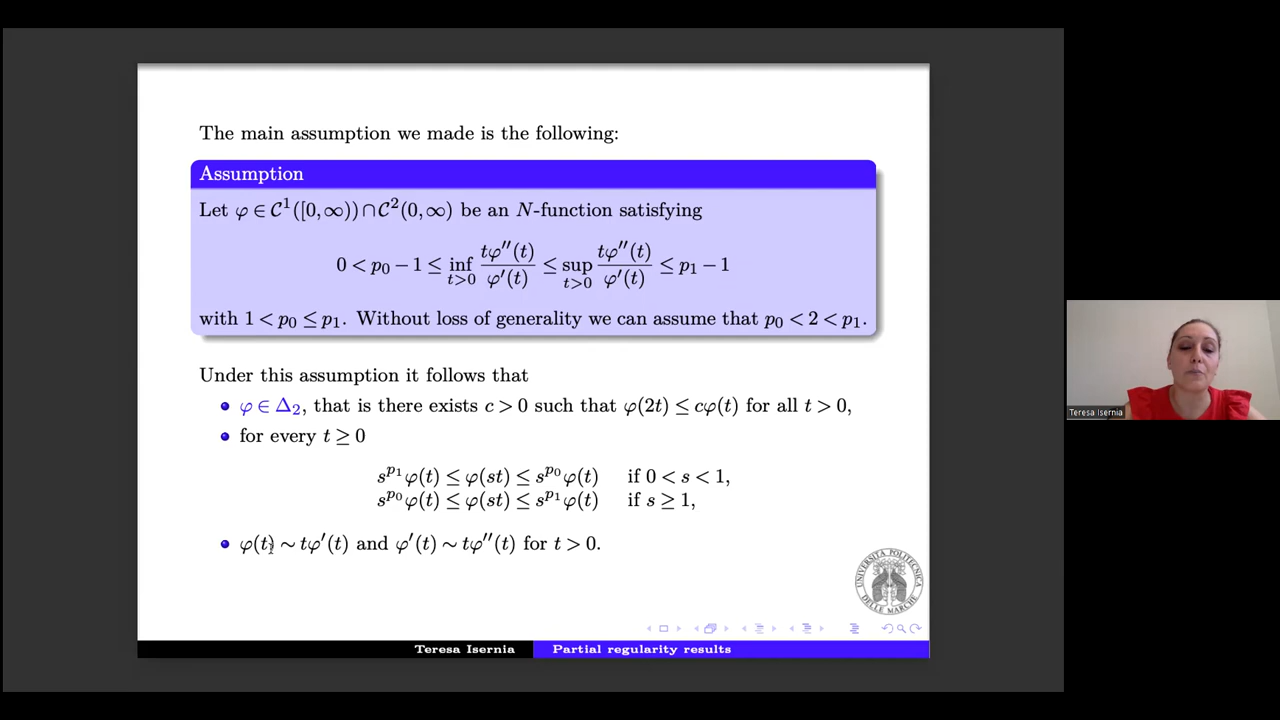 The main assumption we made is the following:
Assumption
Let φ ∈ 𝒞¹([0, ∞)) ∩ 𝒞²(0, ∞) be an N-function satisfying
0 < p₀ − 1 ≤ inf_{t>0} tφ″(t)/φ′(t) ≤ sup_{t>0} tφ″(t)/φ′(t) ≤ p₁ − 1
with 1 < p₀ ≤ p₁. Without loss of generality we can assume that p₀ < 2 < p₁.
Under this assumption it follows that
φ ∈ Δ₂, that is there exists c > 0 such that φ(2t) ≤ cφ(t) for all t > 0,
for every t ≥ 0
s^{p₁}φ(t) ≤ φ(st) ≤ s^{p₀}φ(t) if 0 < s < 1,
s^{p₀}φ(t) ≤ φ(st) ≤ s^{p₁}φ(t) if s ≥ 1,
φ(t) ∼ tφ′(t) and φ′(t) ∼ tφ″(t) for t > 0.
UNIVERSITÀ POLITECNICA
DELLE MARCHE
Teresa Isernia
Partial regularity results
Teresa Isernia